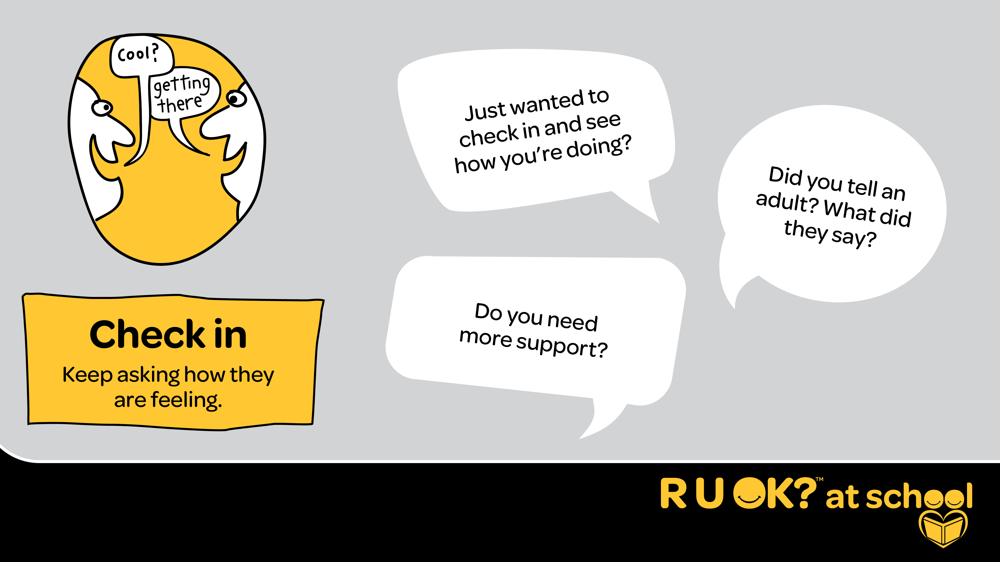 Cool?
getting
there
Check in
Keep asking how they
are feeling.
Just wanted to
check in and see
how you're doing?
Did you tell an
adult? What did
they say?
Do you need
more support?
R U OK?™ at school